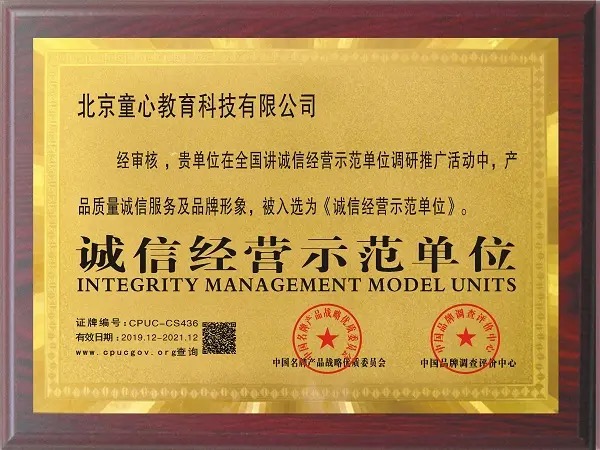 北京童心教育科技有限公司
经审核，贵单位在全国讲诚信经营示范单位调研推广活动中，产
品质量诚信服务及品牌形象，被入选为《诚信经营示范单位》。
诚信经营示范单位
INTEGRITY MANAGEMENT MODEL UNITS
证牌编号：CPUC-CS436
有效日期：2019.12-2021.12
www.cpucgov.org查询
中国名牌产品战略优质委员会
中国名牌产品战略优质委员会
中国品牌调查评价中心
中国品牌调查评价中心